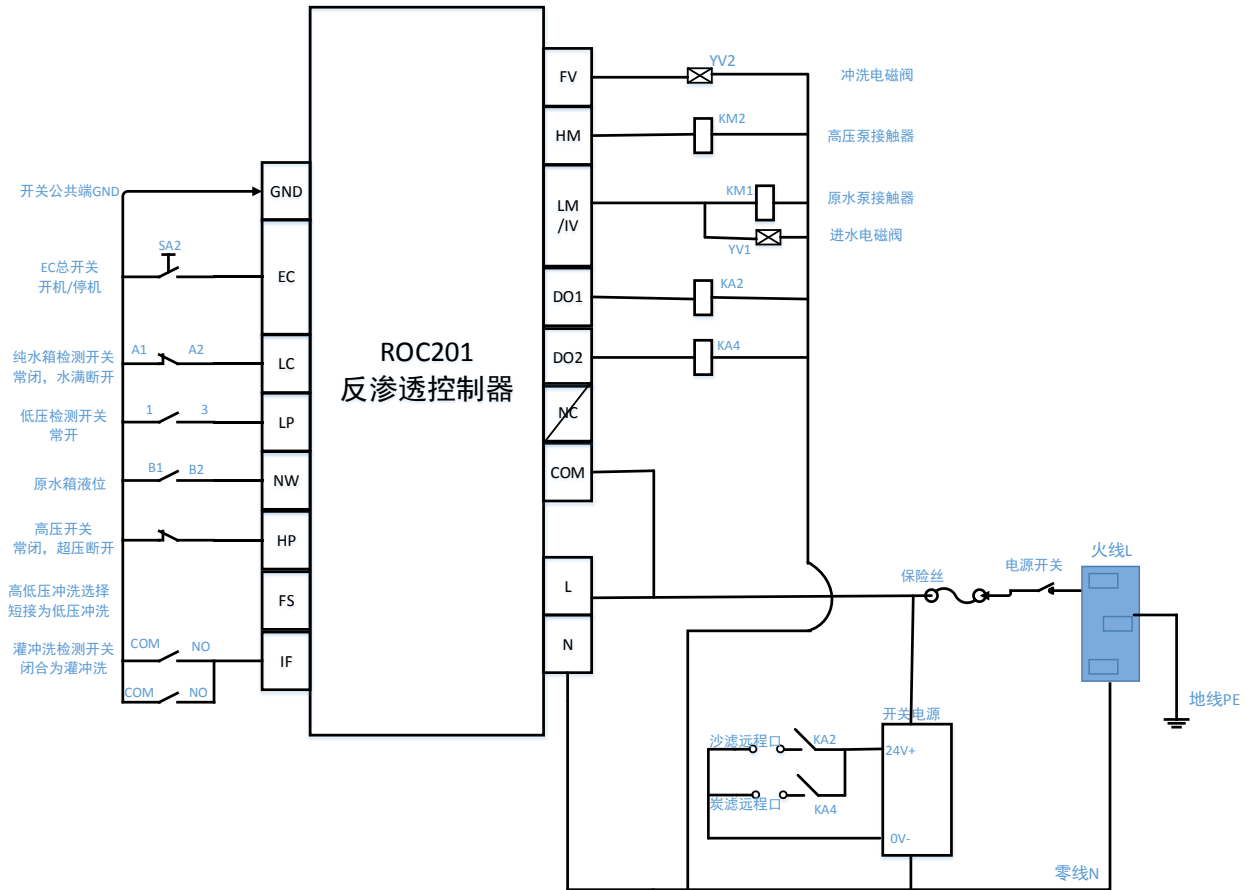 FV
YV2
冲洗电磁阀
HM
KM2
高压泵接触器
开关公共端GND
GND
LM
/IV
KM1
原水泵接触器
YV1
进水电磁阀
SA2
EC总开关
开机/停机
EC
DO1
KA2
纯水箱检测开关
常闭，水满断开
A1
A2
LC
ROC201
反渗透控制器
DO2
KA4
低压检测开关
常开
1
3
LP
NC
原水箱液位
B1
B2
NW
COM
高压开关
常闭，超压断开
HP
高低压冲洗选择
短接为低压冲洗
FS
L
保险丝
电源开关
火线L
灌冲洗检测开关
闭合为灌冲洗
COM
NO
IF
N
COM
NO
地线PE
开关电源
沙滤远程口
KA2
24V+
炭滤远程口
KA4
0V-
零线N